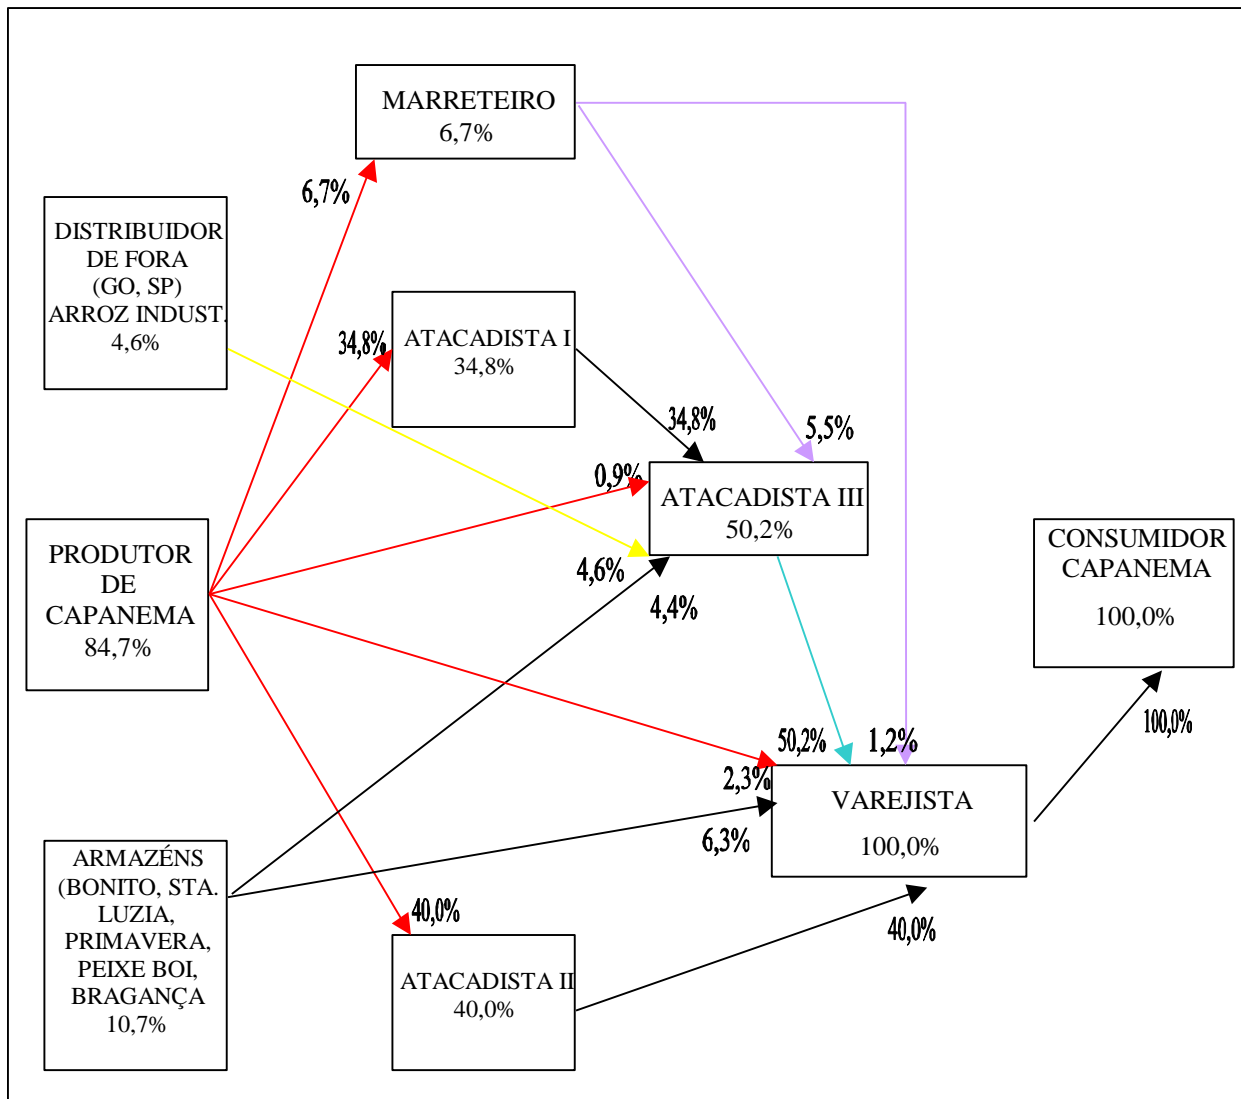 MARRETEIRO
6,7%
6,7%
DISTRIBUIDOR
DE FORA
(GO, SP)
ARROZ INDUST.
4,6%
34,8%
ATACADISTA I
34,8%
34,8%
5,5%
0,9%
ATACADISTA III
50,2%
4,6%
4,4%
PRODUTOR
DE
CAPANEMA
84,7%
CONSUMIDOR
CAPANEMA
100,0%
100,0%
50,2%
1,2%
2,3%
6,3%
VAREJISTA
100,0%
ARMAZÉNS
(BONITO, STA.
LUZIA,
PRIMAVERA,
PEIXE BOI,
BRAGANÇA
10,7%
40,0%
40,0%
ATACADISTA II
40,0%